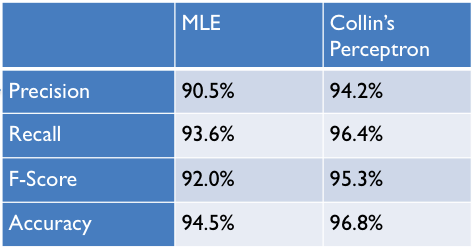 MLE Collin's
Perceptron
Precision 90.5% 94.2%
Recall 93.6% 96.4%
F-Score 92.0% 95.3%
Accuracy 94.5% 96.8%